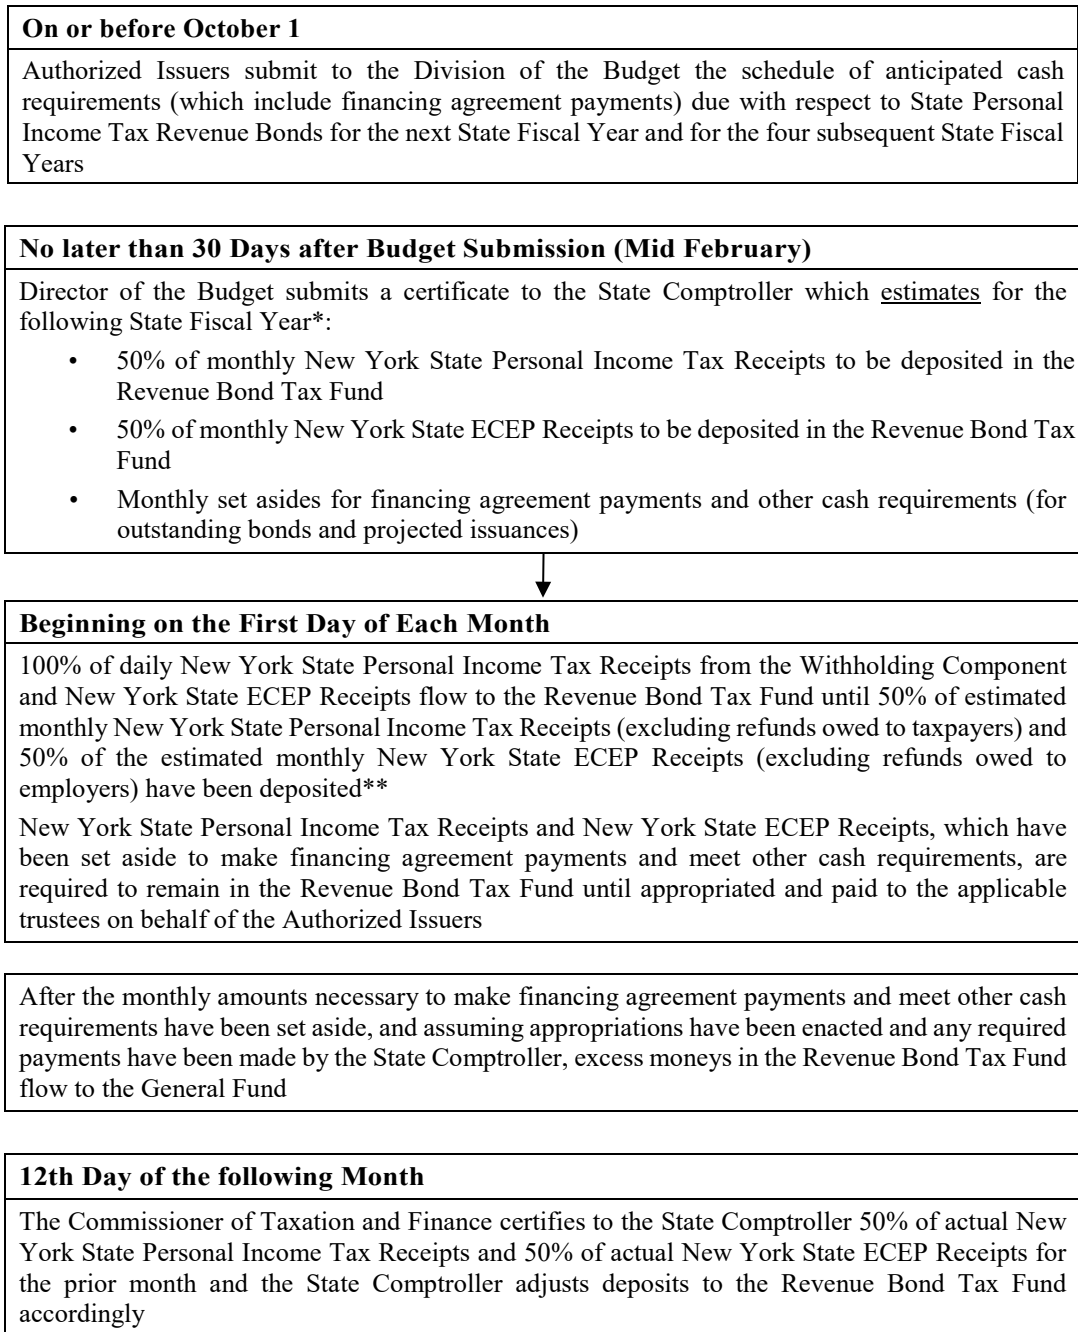 On or before October 1
Authorized Issuers submit to the Division of the Budget the schedule of anticipated cash
requirements (which include financing agreement payments) due with respect to State Personal
Income Tax Revenue Bonds for the next State Fiscal Year and for the four subsequent State Fiscal
Years
No later than 30 Days after Budget Submission (Mid February)
Director of the Budget submits a certificate to the State Comptroller which estimates for the
following State Fiscal Year*:
• 50% of monthly New York State Personal Income Tax Receipts to be deposited in the
Revenue Bond Tax Fund
• 50% of monthly New York State ECEP Receipts to be deposited in the Revenue Bond Tax
Fund
• Monthly set asides for financing agreement payments and other cash requirements (for
outstanding bonds and projected issuances)
Beginning on the First Day of Each Month
100% of daily New York State Personal Income Tax Receipts from the Withholding Component
and New York State ECEP Receipts flow to the Revenue Bond Tax Fund until 50% of estimated
monthly New York State Personal Income Tax Receipts (excluding refunds owed to taxpayers) and
50% of the estimated monthly New York State ECEP Receipts (excluding refunds owed to
employers) have been deposited**
New York State Personal Income Tax Receipts and New York State ECEP Receipts, which have
been set aside to make financing agreement payments and meet other cash requirements, are
required to remain in the Revenue Bond Tax Fund until appropriated and paid to the applicable
trustees on behalf of the Authorized Issuers
After the monthly amounts necessary to make financing agreement payments and meet other cash
requirements have been set aside, and assuming appropriations have been enacted and any required
payments have been made by the State Comptroller, excess moneys in the Revenue Bond Tax Fund
flow to the General Fund
12th Day of the following Month
The Commissioner of Taxation and Finance certifies to the State Comptroller 50% of actual New
York State Personal Income Tax Receipts and 50% of actual New York State ECEP Receipts for
the prior month and the State Comptroller adjusts deposits to the Revenue Bond Tax Fund
accordingly